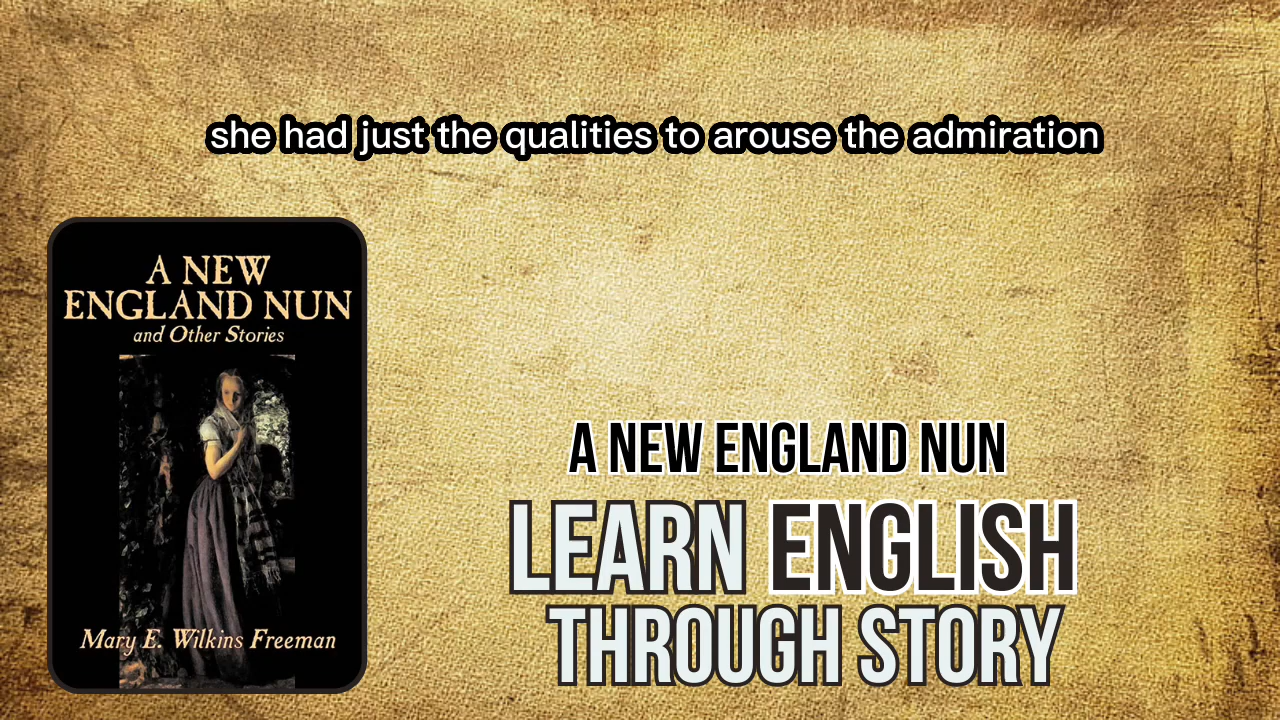 she had just the qualities to arouse the admiration
A NEW
ENGLAND NUN
and Other Stories
Mary E. Wilkins Freeman
A NEW ENGLAND NUN
LEARN ENGLISH
THROUGH STORY